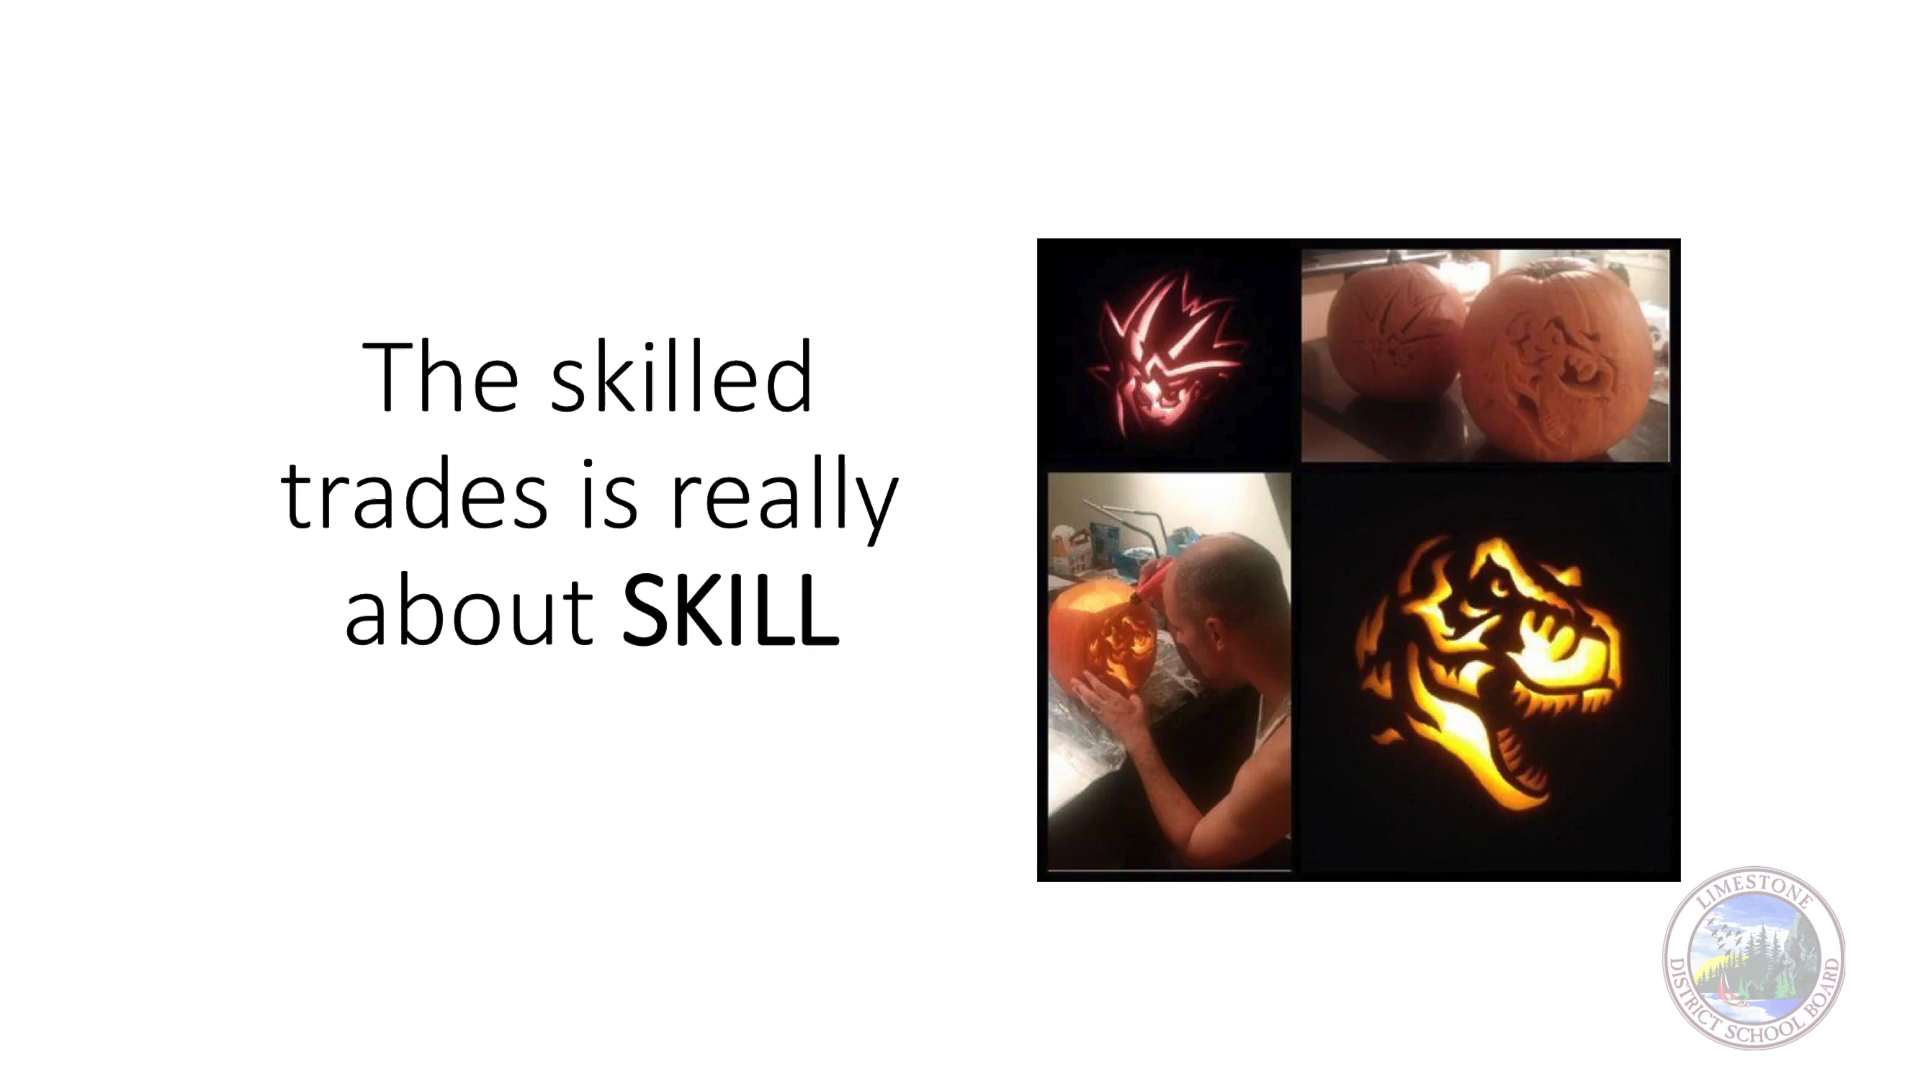 The skilled
trades is really
about SKILL
LIMESTONE
DISTRICT SCHOOL BOARD